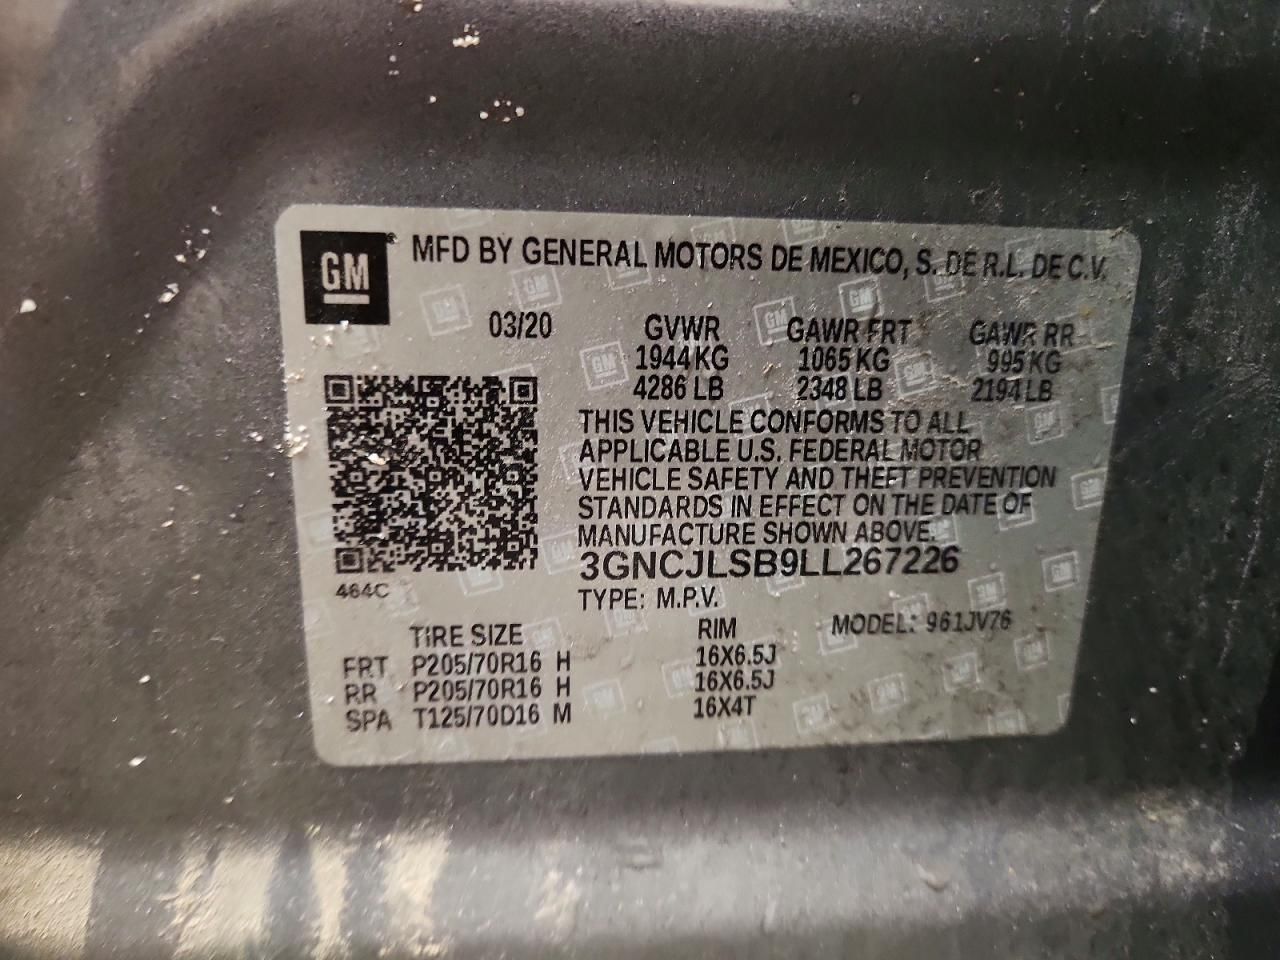 GM ® MFD BY GENERAL MOTORS DE MEXICO, S. DE R.L. DE C.V.
03/20 GVWR GAWR FRT GAWR RR
1944 KG 1065 KG 995 KG
4286 LB 2348 LB 2194 LB
THIS VEHICLE CONFORMS TO ALL
APPLICABLE U.S. FEDERAL MOTOR
VEHICLE SAFETY AND THEFT PREVENTION
STANDARDS IN EFFECT ON THE DATE OF
MANUFACTURE SHOWN ABOVE.
3GNCJLSB9LL267226
464C
TYPE: M.P.V.
TIRE SIZE RIM MODEL: 961JV76
FRT P205/70R16 H 16X6.5J
RR P205/70R16 H 16X6.5J
SPA T125/70D16 M 16X4T